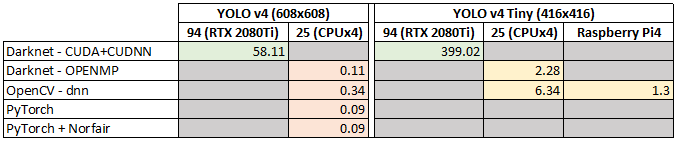 YOLO v4 (608x608) YOLO v4 Tiny (416x416)
94 (RTX 2080Ti) 25 (CPUx4) 94 (RTX 2080Ti) 25 (CPUx4) Raspberry Pi4
Darknet - CUDA+CUDNN 58.11 399.02
Darknet - OPENMP 0.11 2.28
OpenCV - dnn 0.34 6.34 1.3
PyTorch 0.09
PyTorch + Norfair 0.09